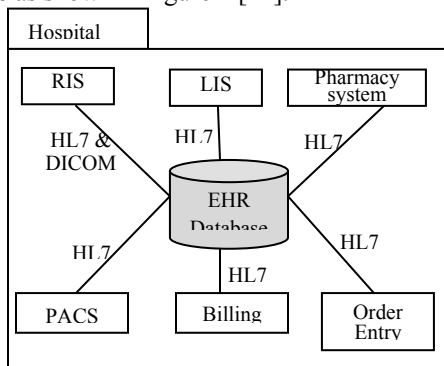 Hospital
RIS
LIS
Pharmacy
system
HL7 &
DICOM
HL7
HL7
EHR
Database
HL7
HL7
HL7
PACS
Billing
Order
Entry